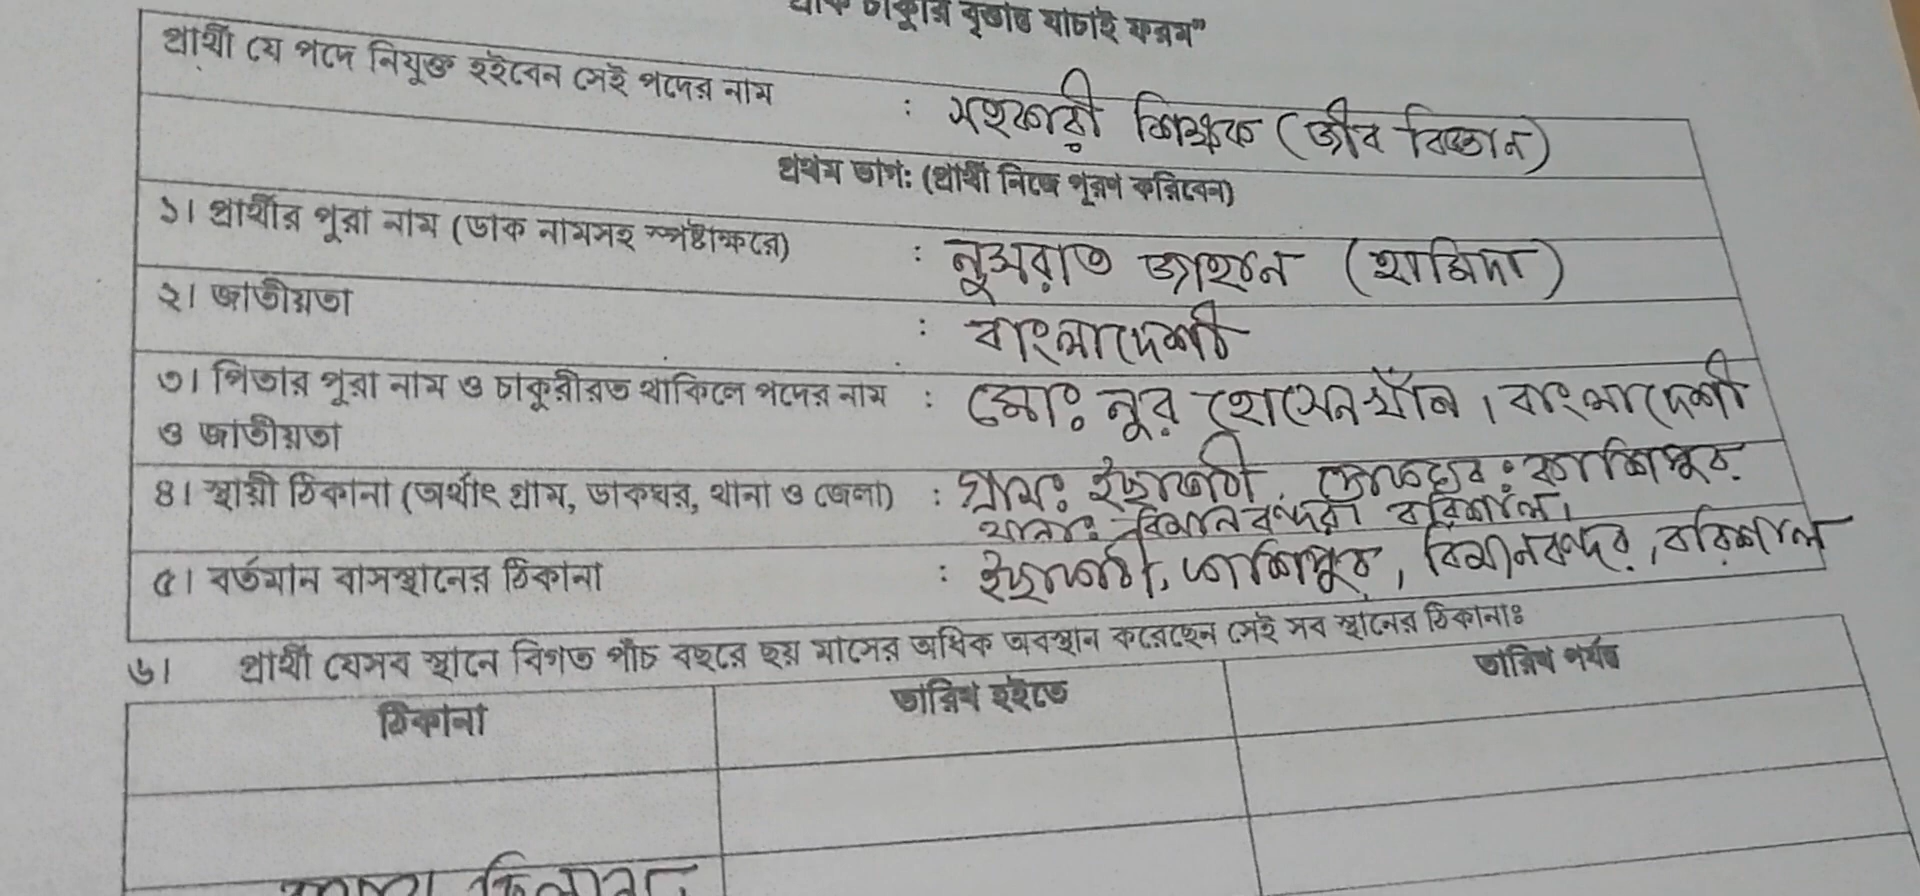 প্রাক চাকুরি বৃত্তান্ত যাচাই ফরম"
প্রার্থী যে পদে নিযুক্ত হইবেন সেই পদের নাম : সহকারী শিক্ষক (জীব বিজ্ঞান)
প্রথম ভাগ: (প্রার্থী নিজে পূরণ করিবেন)
১। প্রার্থীর পুরা নাম (ডাক নামসহ স্পষ্টাক্ষরে) : নুসরাত জাহান (হামিদা)
২। জাতীয়তা : বাংলাদেশী
৩। পিতার পুরা নাম ও চাকুরীরত থাকিলে পদের নাম : মোঃ নুর হোসেন খাঁন। বাংলাদেশী
ও জাতীয়তা
৪। স্থায়ী ঠিকানা (অর্থাৎ গ্রাম, ডাকঘর, থানা ও জেলা) : গ্রামঃ ইছাকাঠী, ডাকঘরঃ কাশিপুর
থানাঃ বিমানবন্দর। বরিশাল।
৫। বর্তমান বাসস্থানের ঠিকানা : ইছাকাঠী, কাশিপুর, বিমানবন্দর, বরিশাল
৬। প্রার্থী যেসব স্থানে বিগত পাঁচ বছরে ছয় মাসের অধিক অবস্থান করেছেন সেই সব স্থানের ঠিকানাঃ
ঠিকানা তারিখ হইতে তারিখ পর্যন্ত